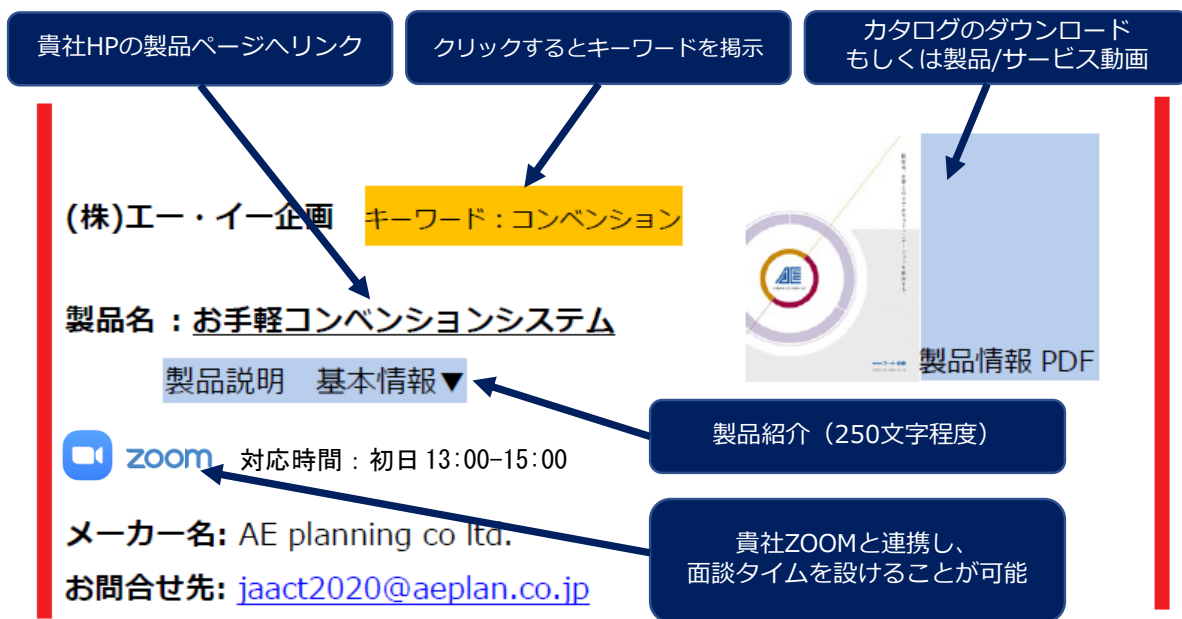 貴社HPの製品ページへリンク
クリックするとキーワードを掲示
カタログのダウンロード
もしくは製品/サービス動画
(株)エー・イー企画
キーワード：コンベンション
製品名 ：お手軽コンベンションシステム
AE
製品情報 PDF
製品説明　基本情報▼
製品紹介（250文字程度）
zoom
対応時間：初日 13:00-15:00
メーカー名: AE planning co ltd.
貴社ZOOMと連携し、
面談タイムを設けることが可能
お問合せ先: jaact2020@aeplan.co.jp